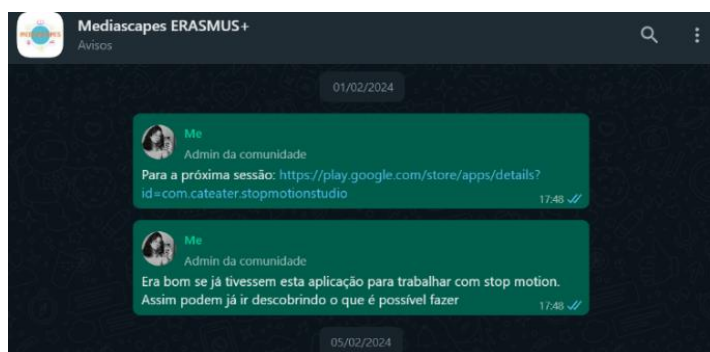 Mediascapes ERASMUS+
Avisos
01/02/2024
Me
Admin da comunidade
Para a próxima sessão: https://play.google.com/store/apps/details?
id=com.cateater.stopmotionstudio
17:48
Me
Admin da comunidade
Era bom se já tivessem esta aplicação para trabalhar com stop motion.
Assim podem já ir descobrindo o que é possível fazer
17:48
05/02/2024